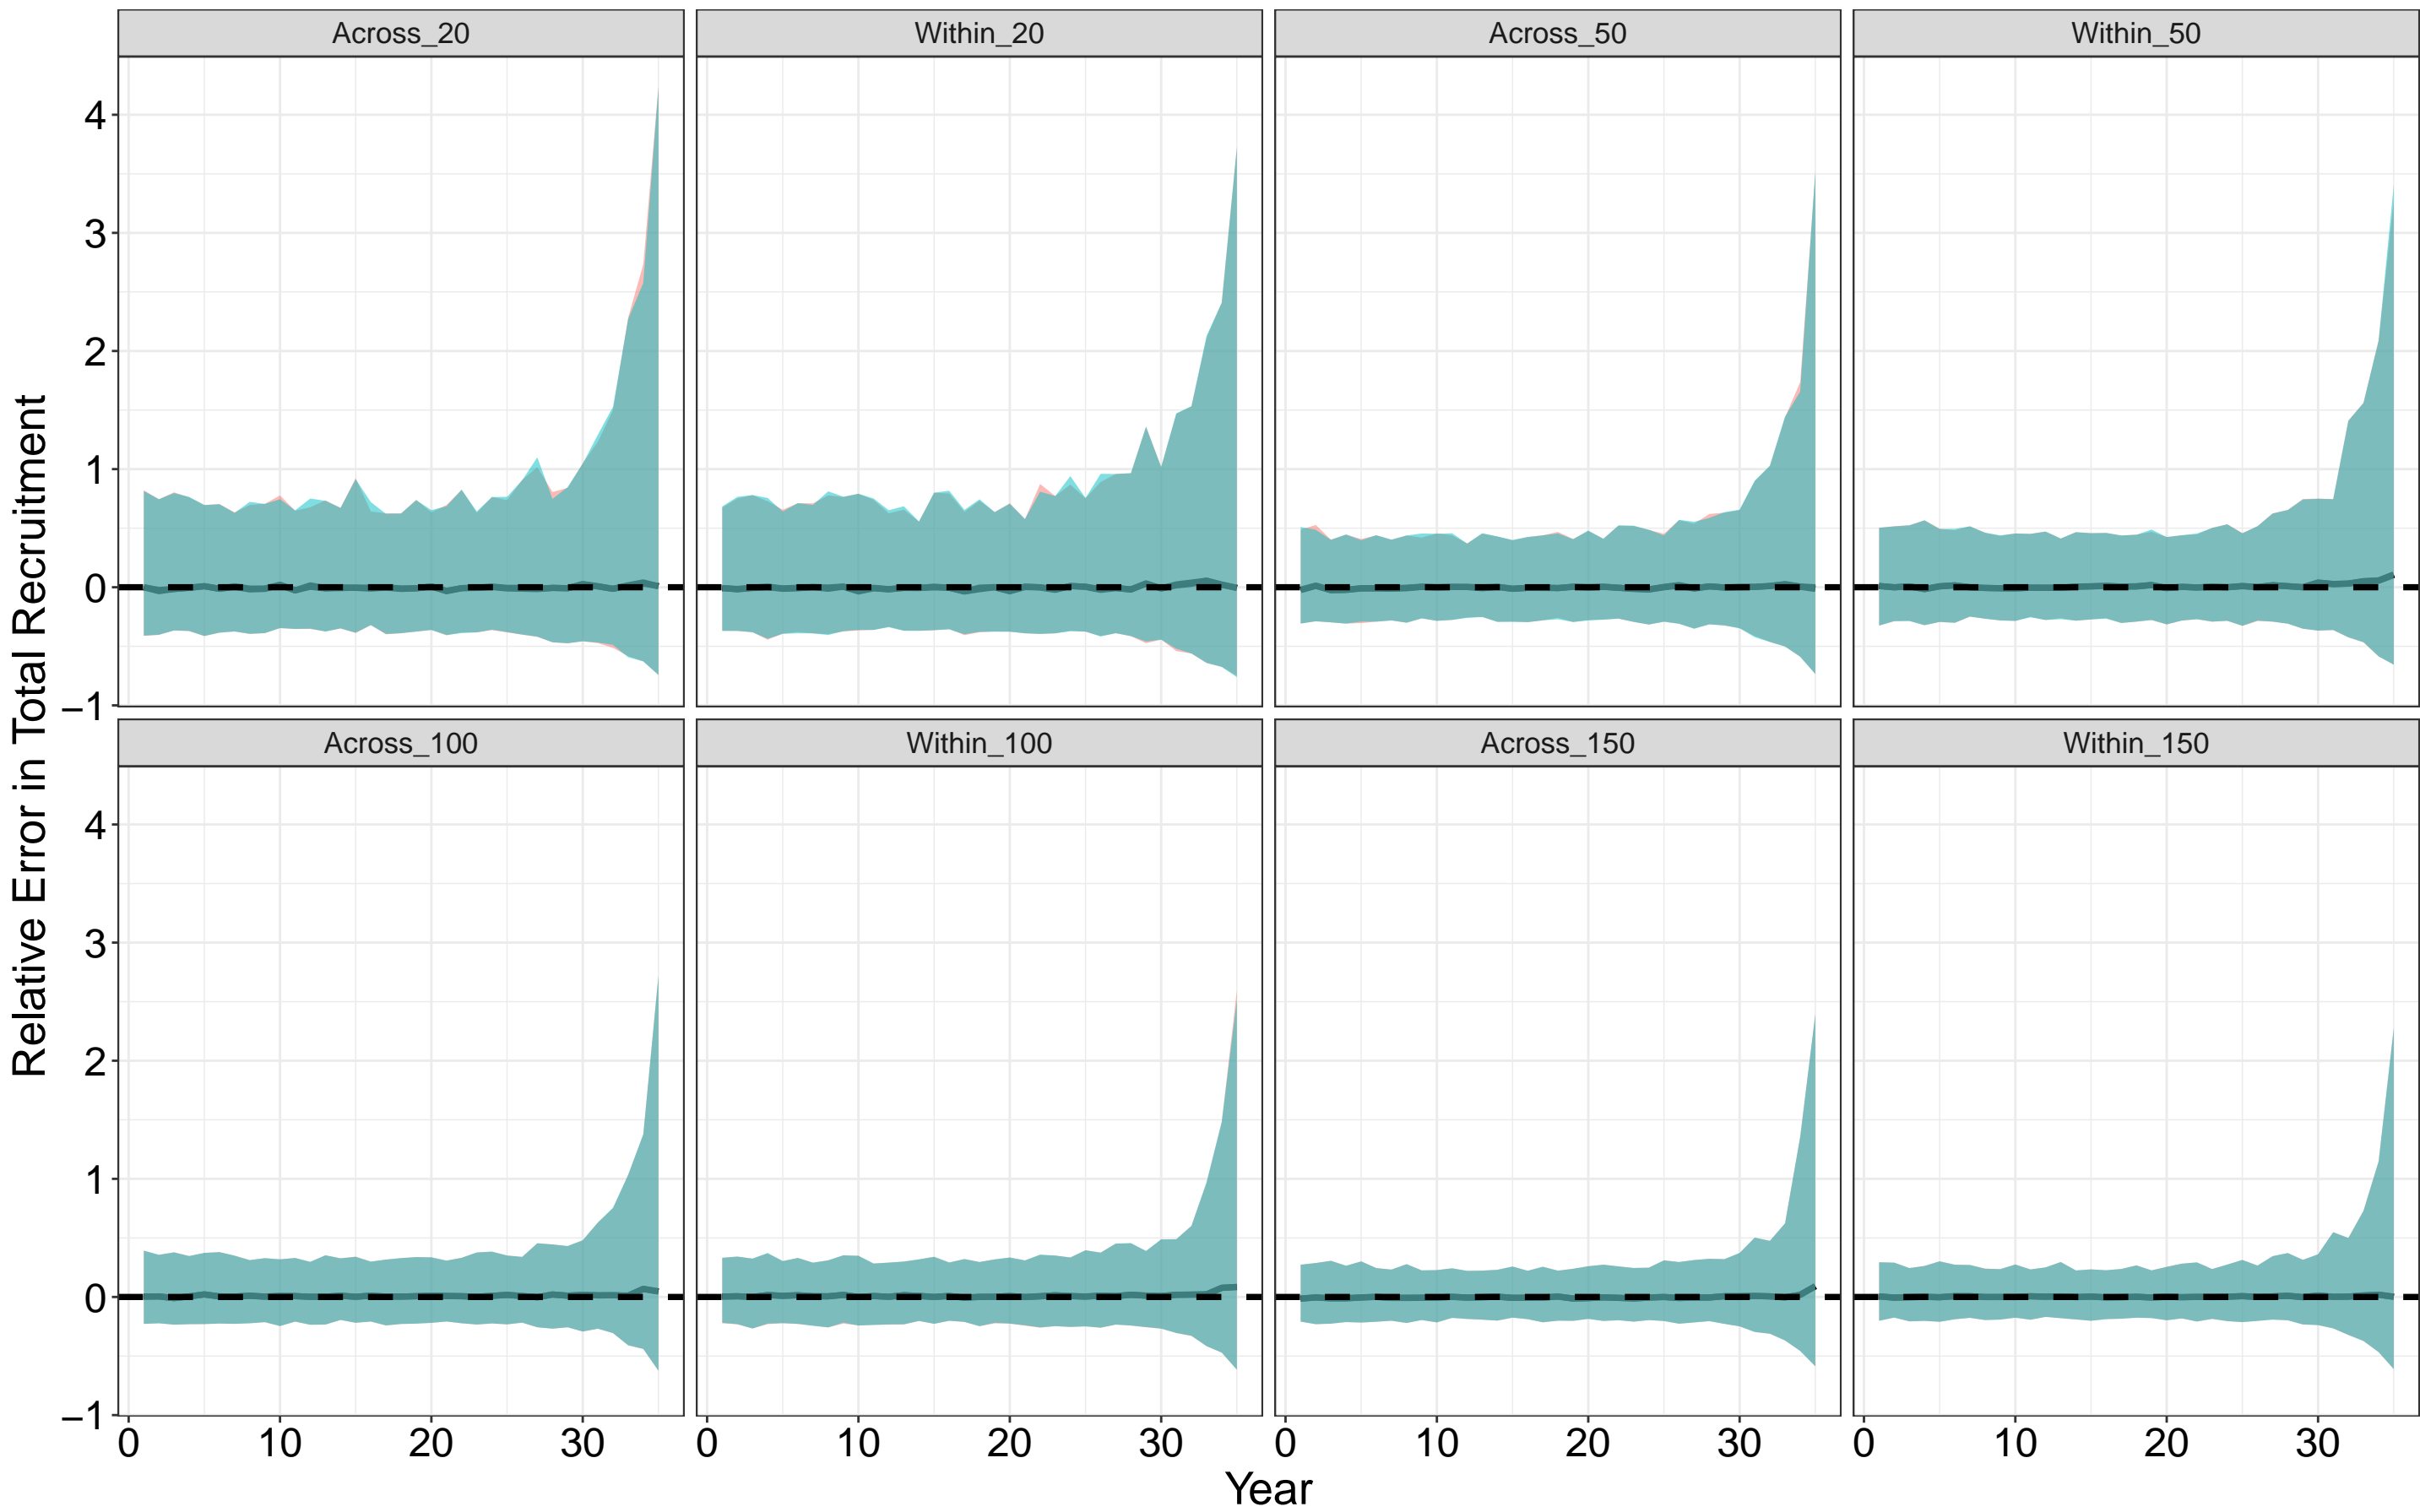 Across_20 Within_20 Across_50 Within_50
4
3
2
1
0
−1
Relative Error in Total Recruitment
Across_100 Within_100 Across_150 Within_150
4
3
2
1
0
−1
0 10 20 30 0 10 20 30 0 10 20 30 0 10 20 30
Year